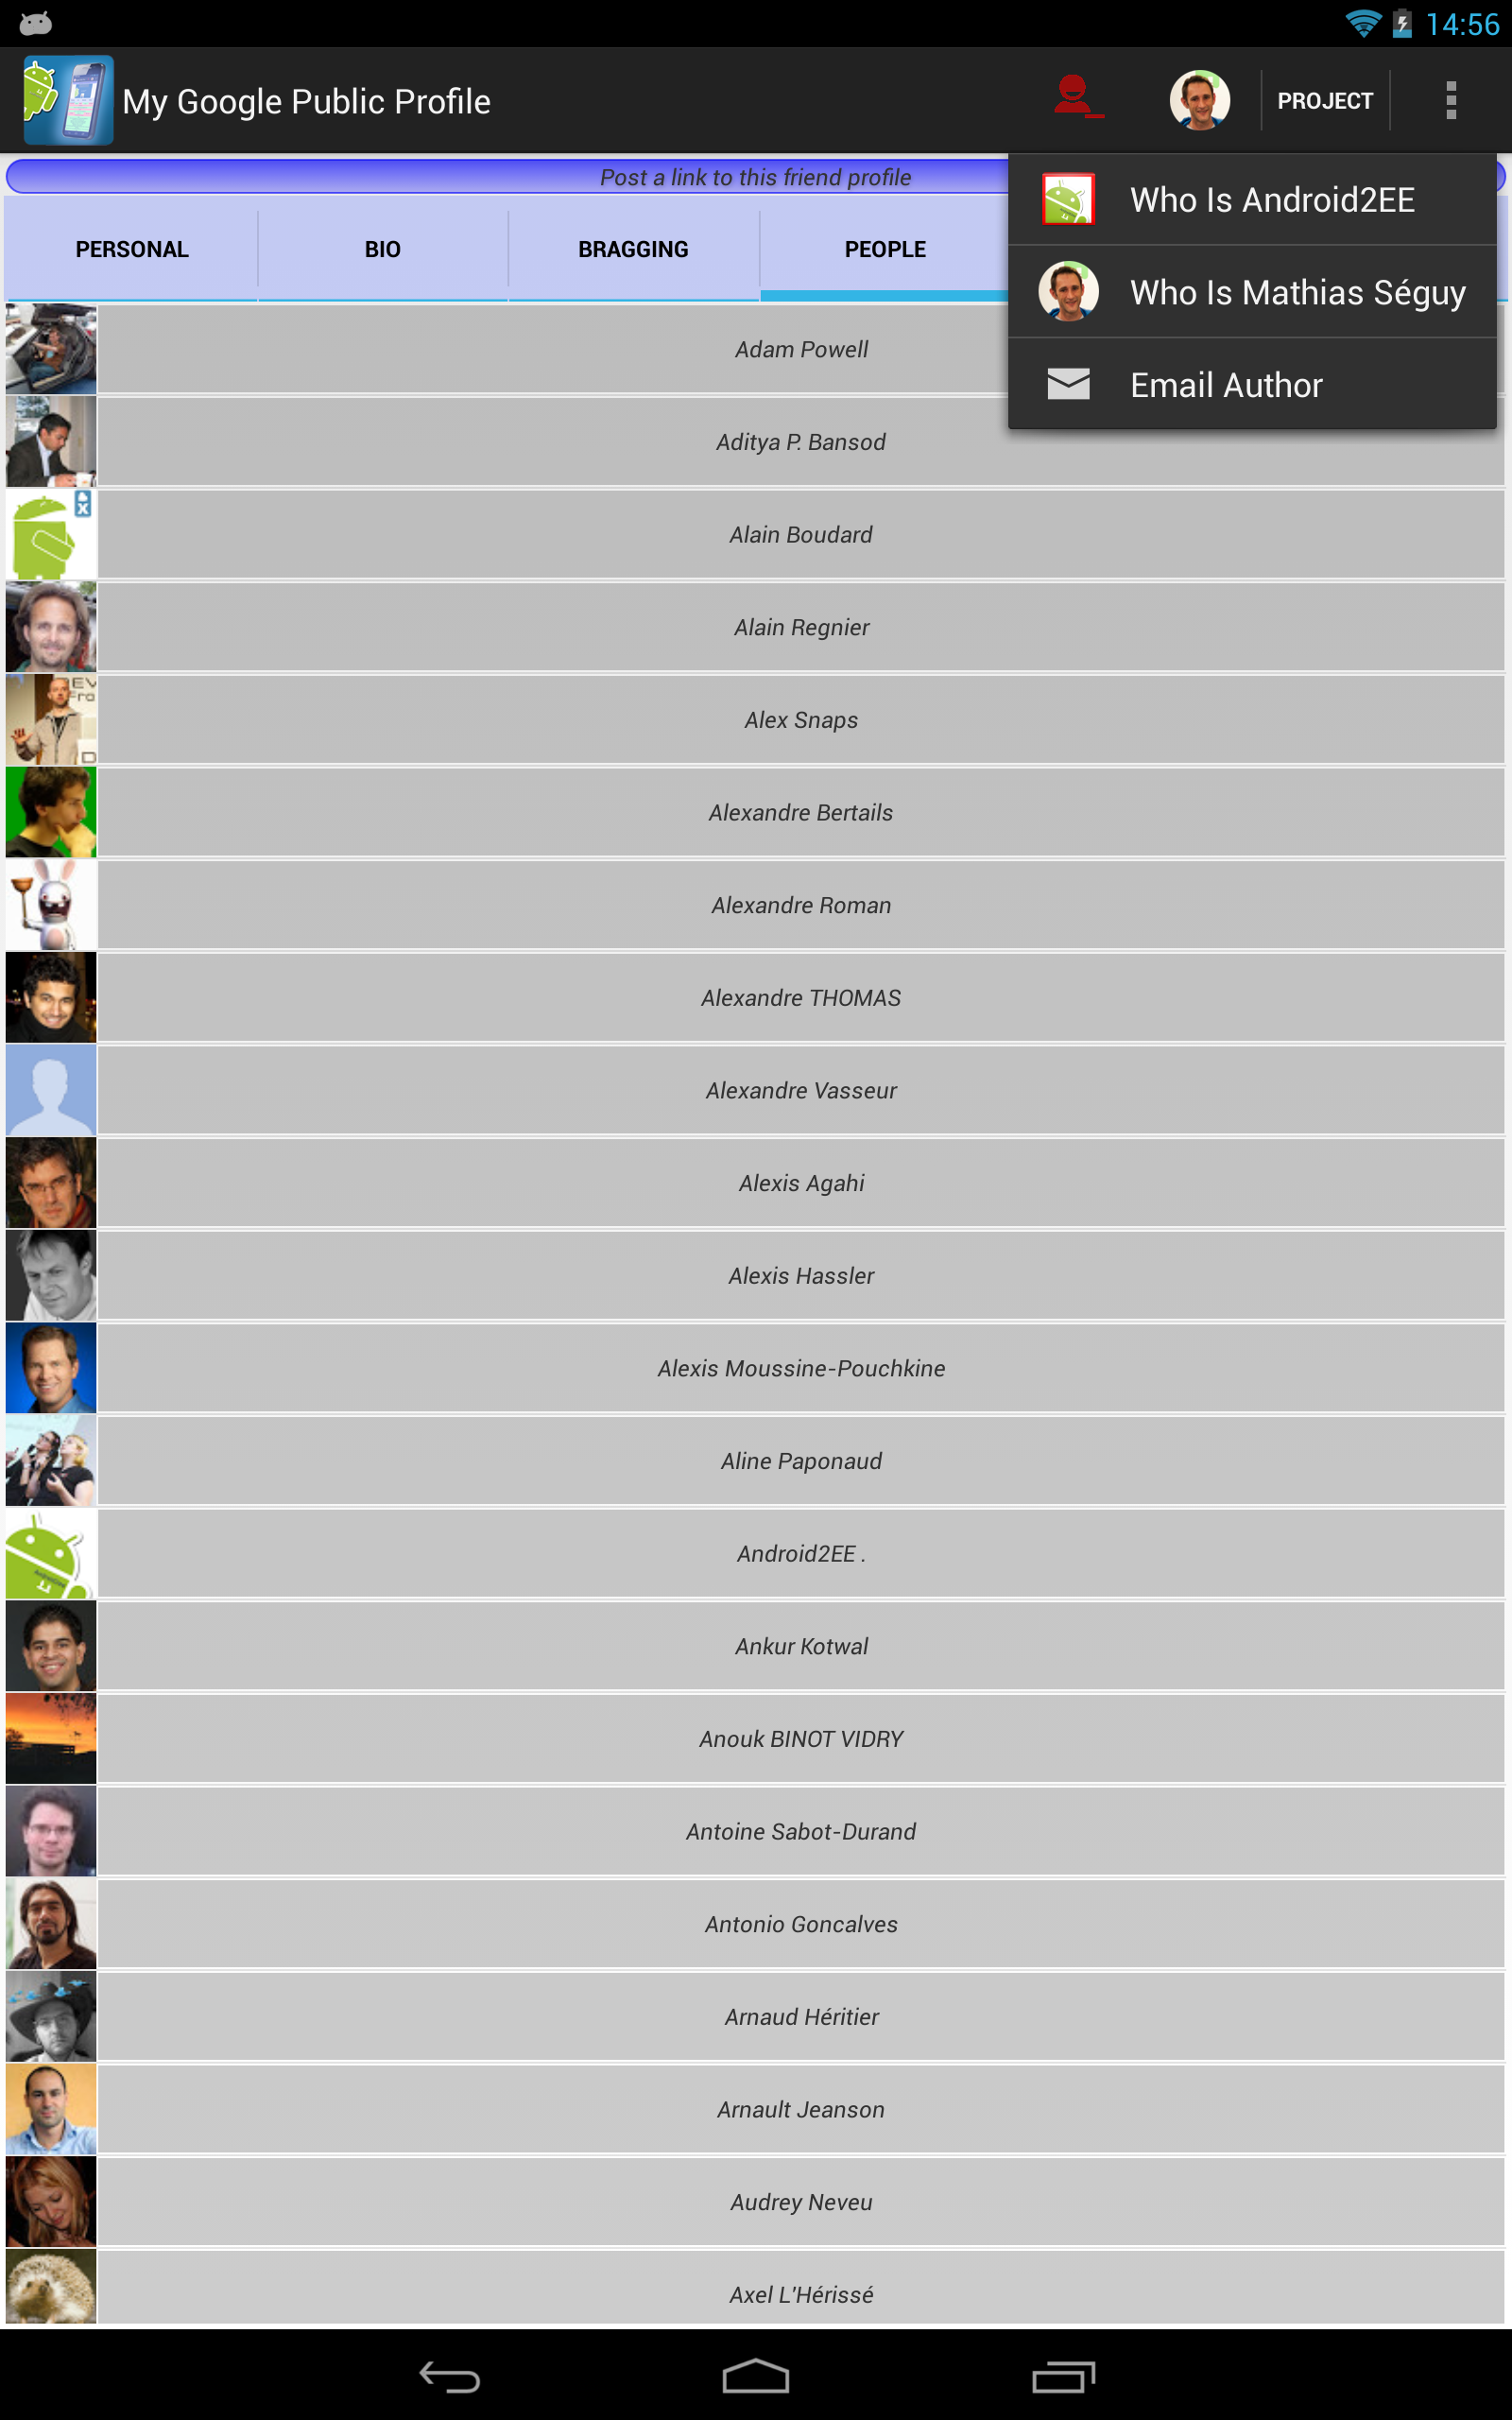 14:56
My Google Public Profile
PROJECT
Post a link to this friend profile
Who Is Android2EE
Who Is Mathias Séguy
Email Author
PERSONAL BIO BRAGGING PEOPLE
Adam Powell
Aditya P. Bansod
Alain Boudard
Alain Regnier
Alex Snaps
Alexandre Bertails
Alexandre Roman
Alexandre THOMAS
Alexandre Vasseur
Alexis Agahi
Alexis Hassler
Alexis Moussine-Pouchkine
Aline Paponaud
Android2EE .
Ankur Kotwal
Anouk BINOT VIDRY
Antoine Sabot-Durand
Antonio Goncalves
Arnaud Héritier
Arnault Jeanson
Audrey Neveu
Axel L'Hérissé